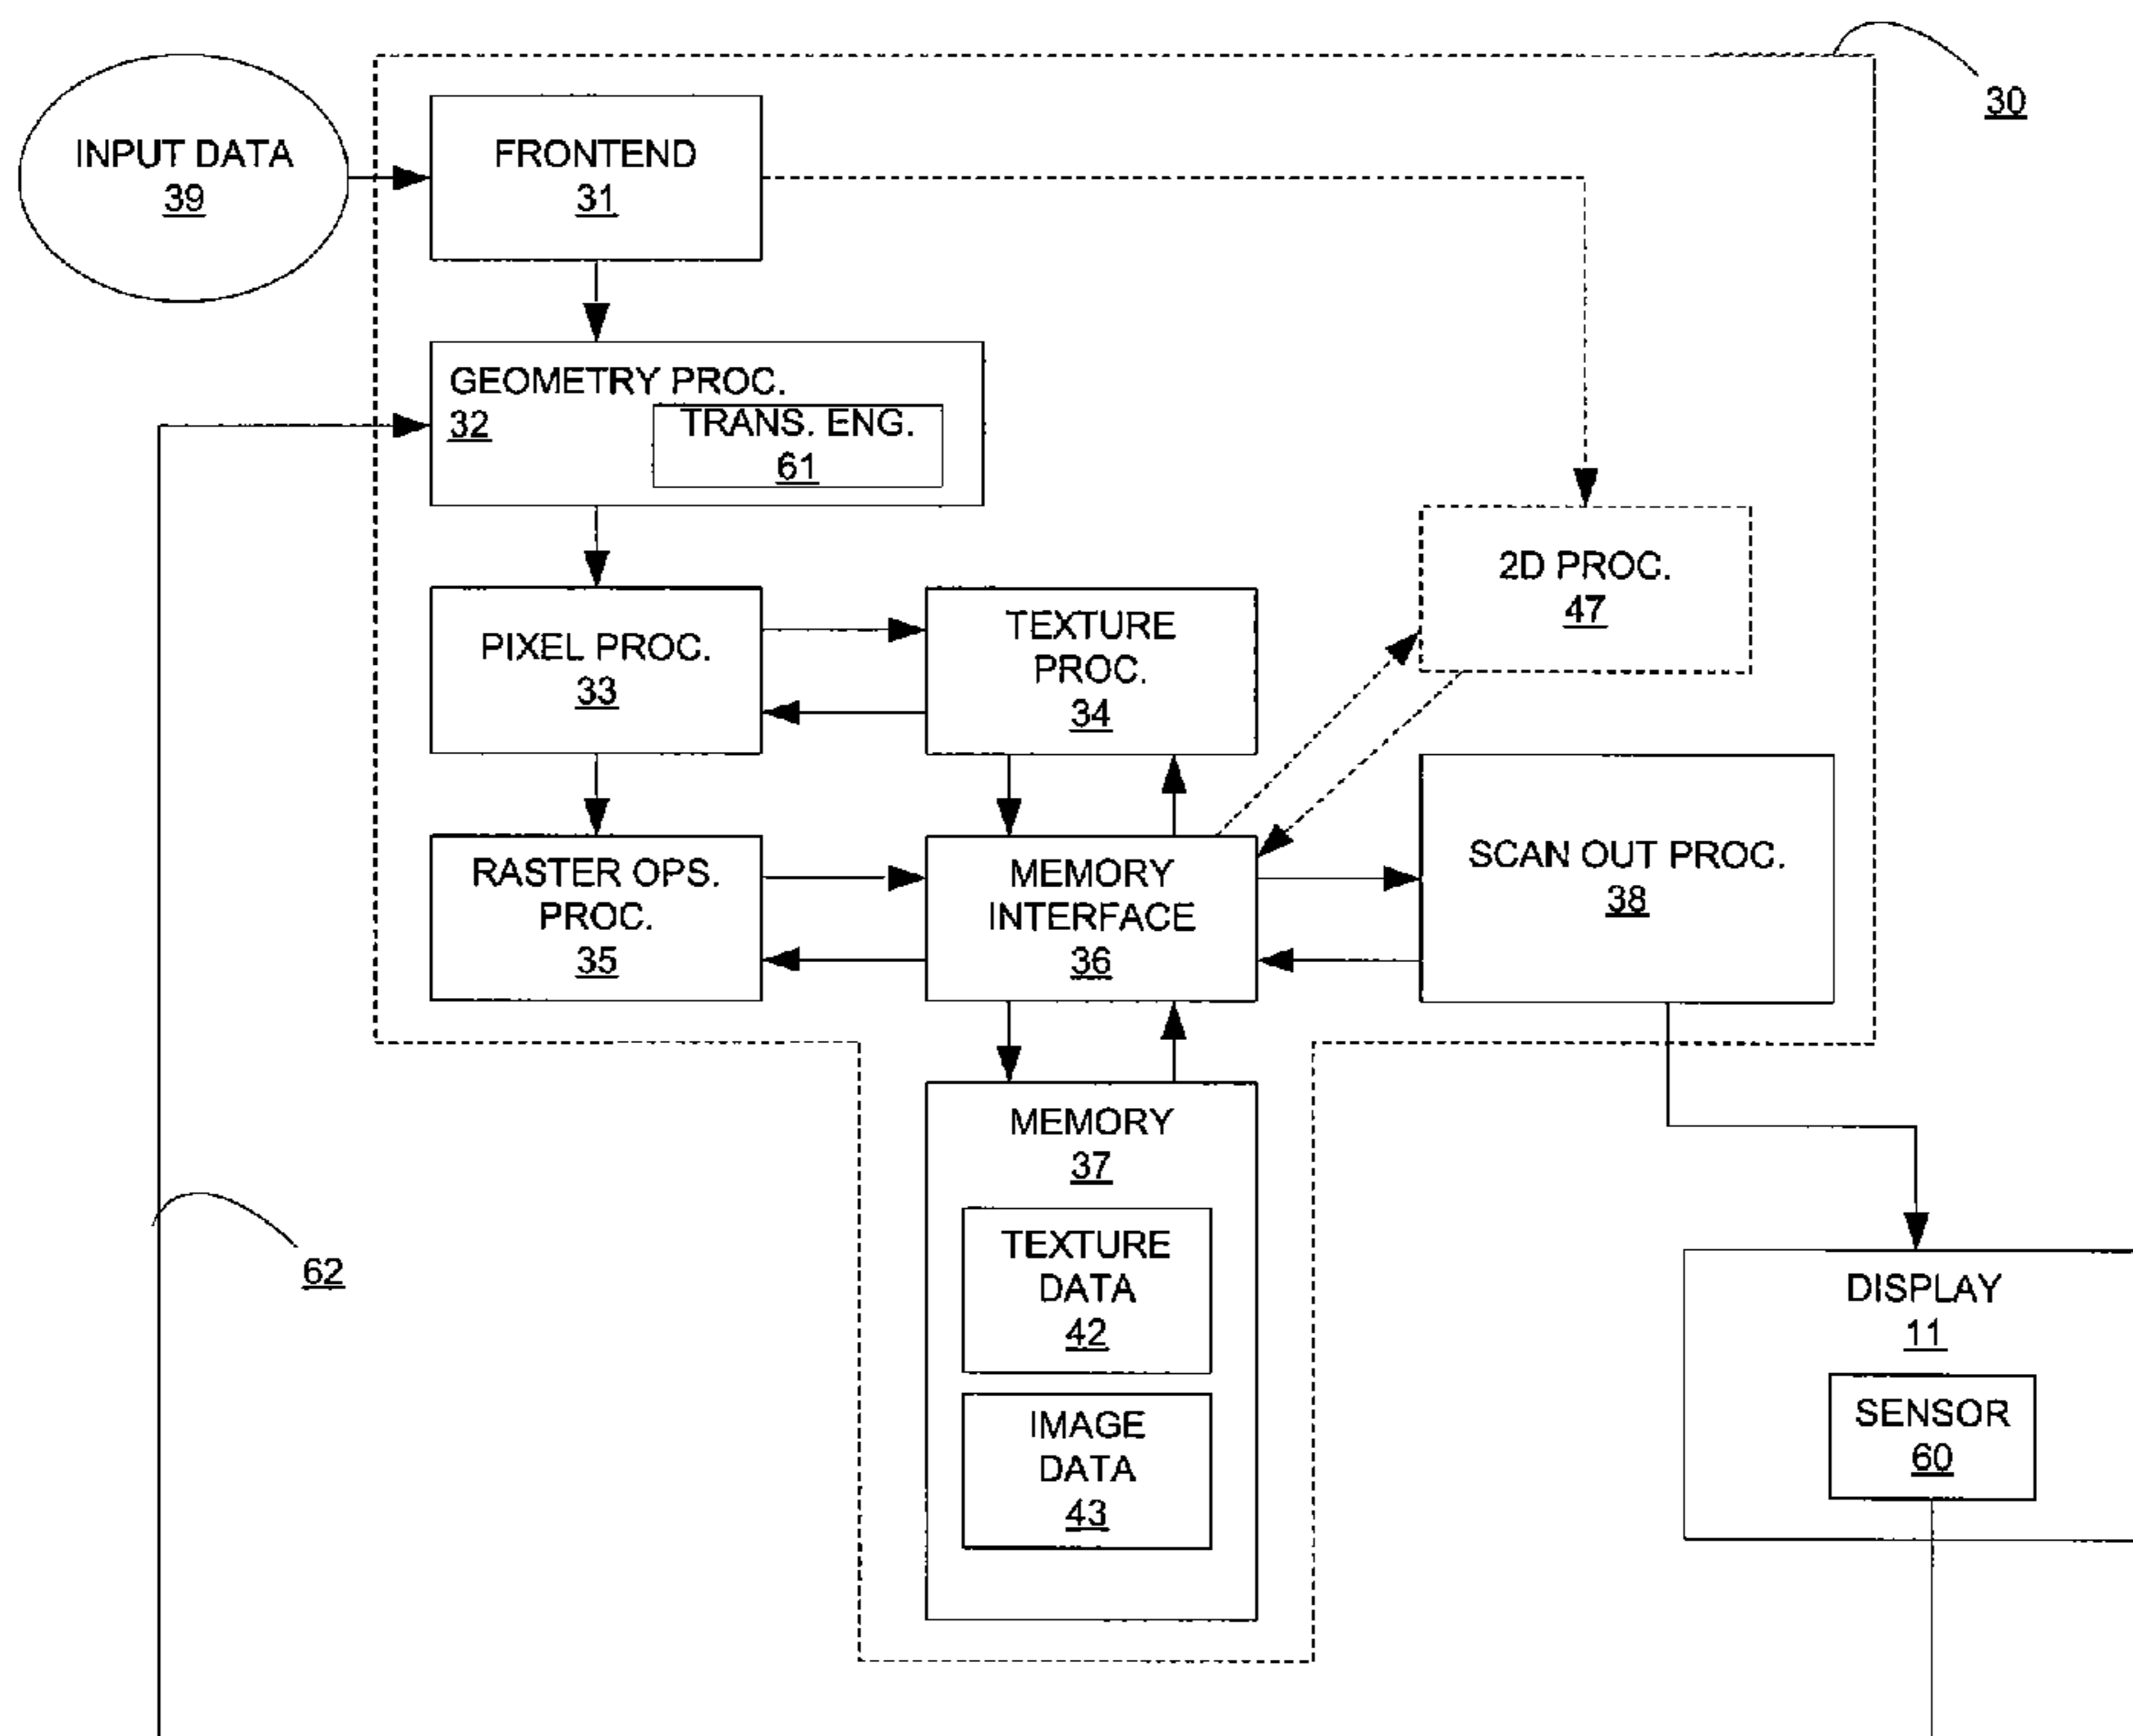 30
INPUT DATA
39
FRONTEND
31
GEOMETRY PROC.
32
TRANS. ENG.
61
2D PROC.
47
PIXEL PROC.
33
TEXTURE
PROC.
34
RASTER OPS.
PROC.
35
MEMORY
INTERFACE
36
SCAN OUT PROC.
38
MEMORY
37
TEXTURE
DATA
42
IMAGE
DATA
43
62
DISPLAY
11
SENSOR
60